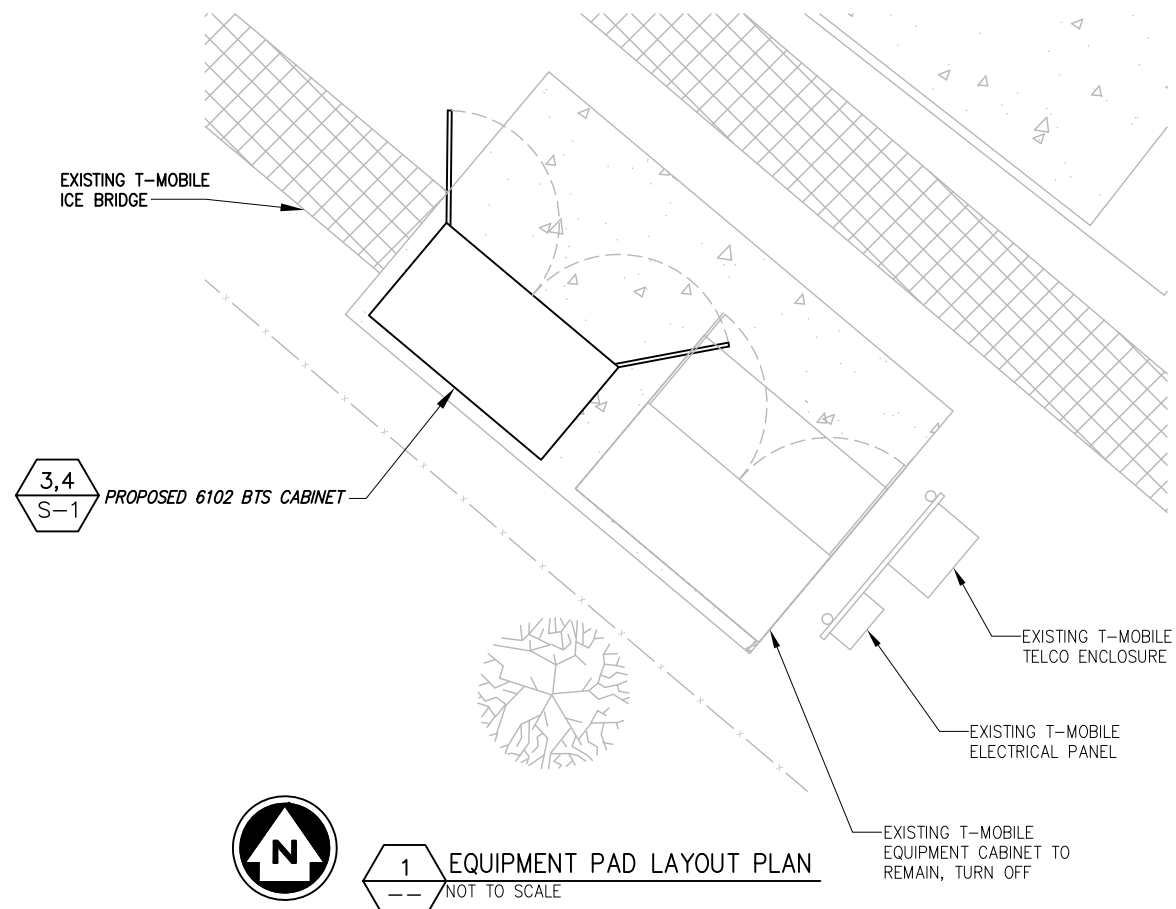 EXISTING T-MOBILE
ICE BRIDGE
3,4
S-1
PROPOSED 6102 BTS CABINET
EXISTING T-MOBILE
TELCO ENCLOSURE
EXISTING T-MOBILE
ELECTRICAL PANEL
EXISTING T-MOBILE
EQUIPMENT CABINET TO
REMAIN, TURN OFF
N
1
--
EQUIPMENT PAD LAYOUT PLAN
NOT TO SCALE